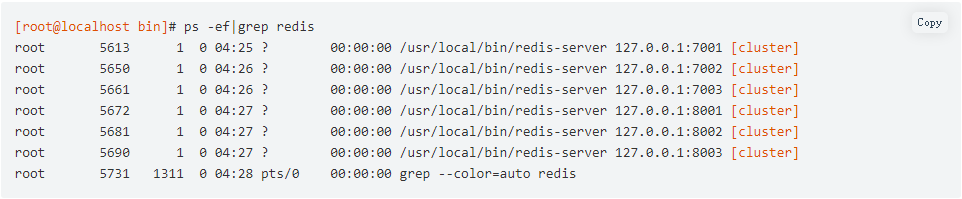 [root@localhost bin]# ps -ef|grep redis
Copy
root       5613      1  0 04:25 ?        00:00:00 /usr/local/bin/redis-server 127.0.0.1:7001 [cluster]
root       5650      1  0 04:26 ?        00:00:00 /usr/local/bin/redis-server 127.0.0.1:7002 [cluster]
root       5661      1  0 04:26 ?        00:00:00 /usr/local/bin/redis-server 127.0.0.1:7003 [cluster]
root       5672      1  0 04:27 ?        00:00:00 /usr/local/bin/redis-server 127.0.0.1:8001 [cluster]
root       5681      1  0 04:27 ?        00:00:00 /usr/local/bin/redis-server 127.0.0.1:8002 [cluster]
root       5690      1  0 04:27 ?        00:00:00 /usr/local/bin/redis-server 127.0.0.1:8003 [cluster]
root       5731   1311  0 04:28 pts/0    00:00:00 grep --color=auto redis